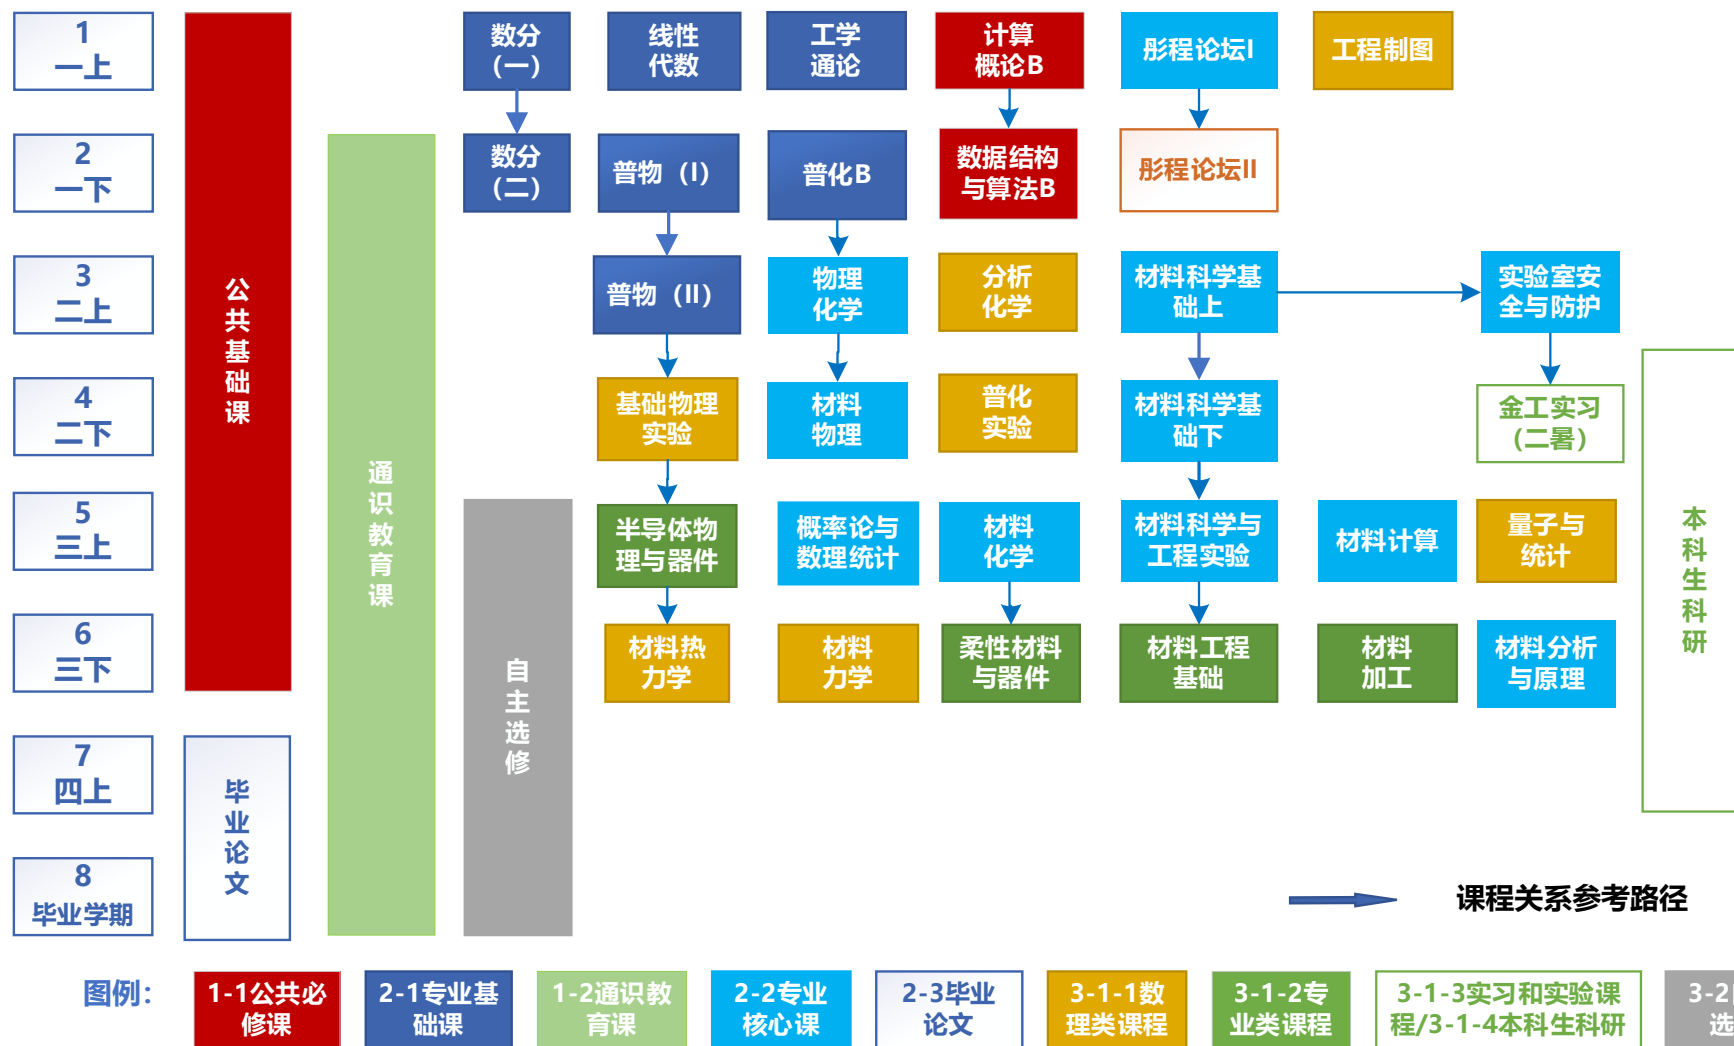 1
一上
数分
（一）
线性
代数
工学
通论
计算
概论B
彤程论坛I
工程制图
2
一下
数分
（二）
普物（I）
普化B
数据结构
与算法B
彤程论坛II
3
二上
普物（II）
物理
化学
分析
化学
材料科学基
础上
实验室安
全与防护
4
二下
基础物理
实验
材料
物理
普化
实验
材料科学基
础下
金工实习
（二暑）
5
三上
半导体物
理与器件
概率论与
数理统计
材料
化学
材料科学与
工程实验
材料计算
量子与
统计
6
三下
材料热
力学
材料
力学
柔性材料
与器件
材料工程
基础
材料
加工
材料分析
与原理
7
四上
8
毕业学期
公共基础课
毕业论文
通识教育课
自主选修
本科生科研
课程关系参考路径
图例：
1-1公共必
修课
2-1专业基
础课
1-2通识教
育课
2-2专业
核心课
2-3毕业
论文
3-1-1数
理类课程
3-1-2专
业类课程
3-1-3实习和实验课
程/3-1-4本科生科研
3-2
选